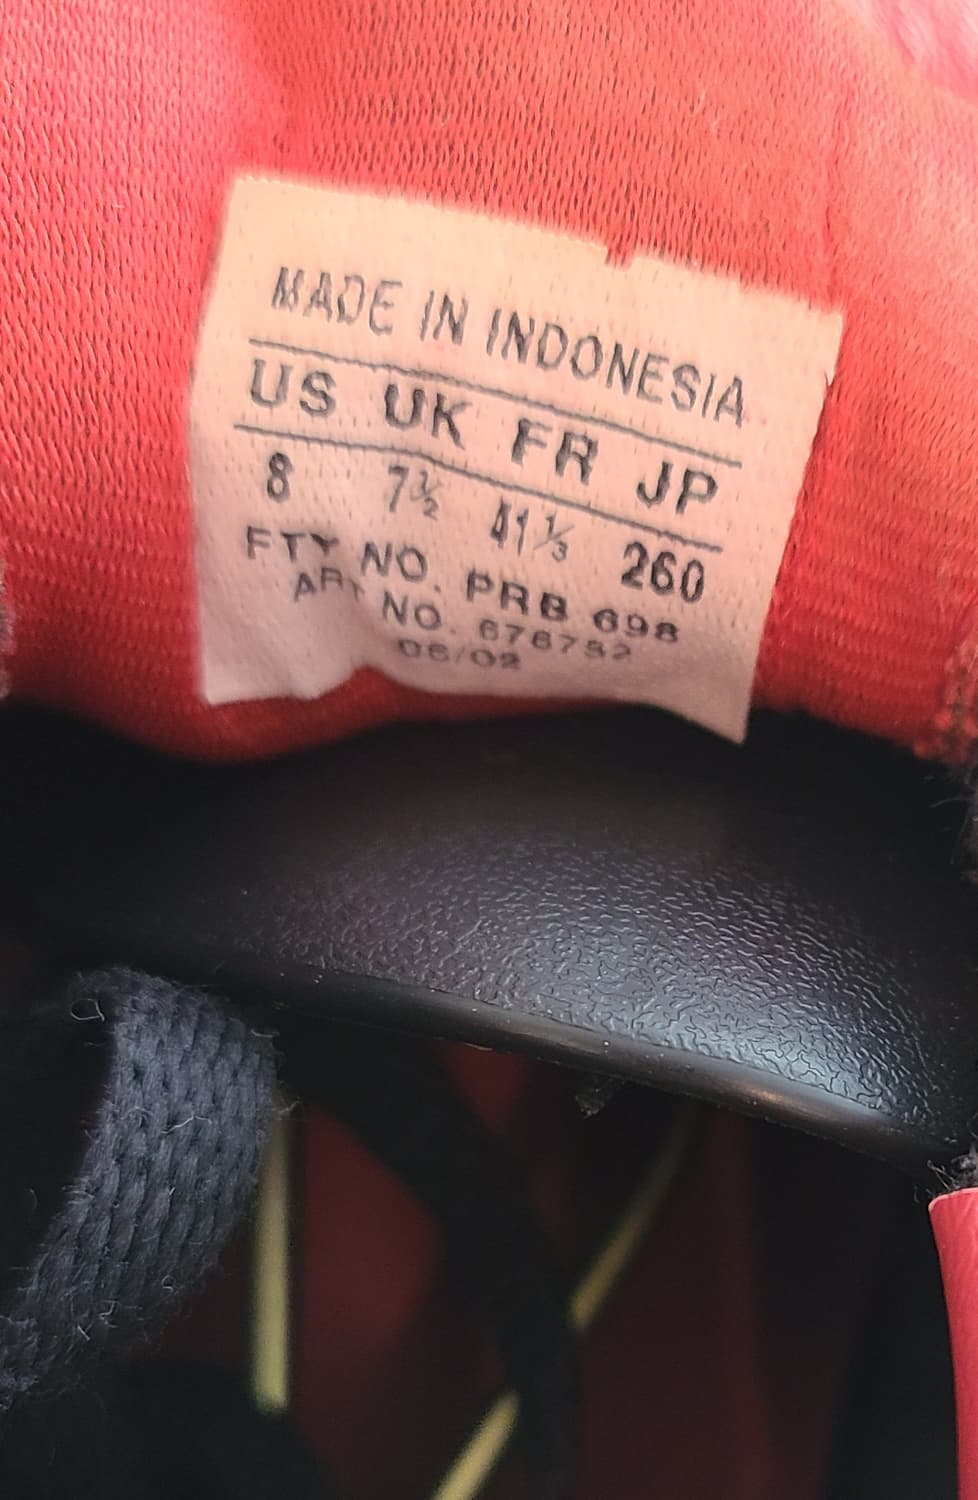 MADE IN INDONESIA
US UK FR JP
8 7½ 41⅓ 260
FTY NO. PRB 698
ART NO. 676752
06/02